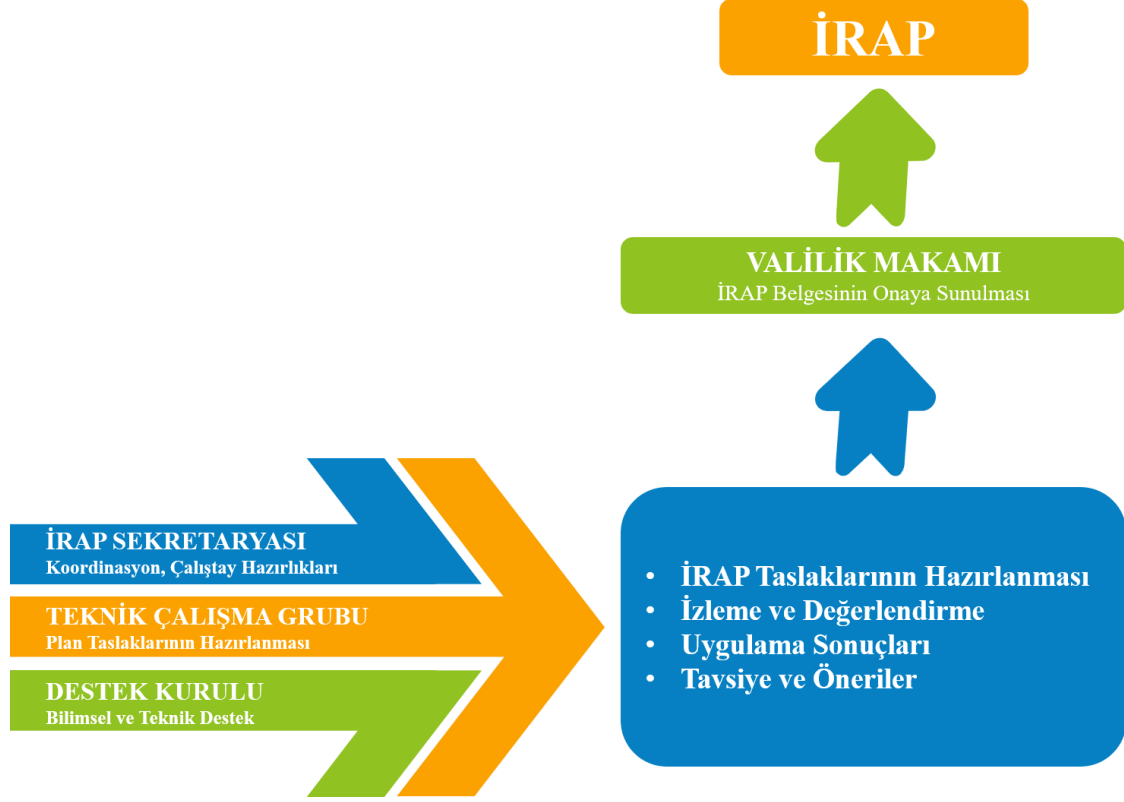 İRAP
VALİLİK MAKAMI
İRAP Belgesinin Onaya Sunulması
İRAP SEKRETARYASI
Koordinasyon, Çalıştay Hazırlıkları
TEKNİK ÇALIŞMA GRUBU
Plan Taslaklarının Hazırlanması
DESTEK KURULU
Bilimsel ve Teknik Destek
• İRAP Taslaklarının Hazırlanması
• İzleme ve Değerlendirme
• Uygulama Sonuçları
• Tavsiye ve Öneriler